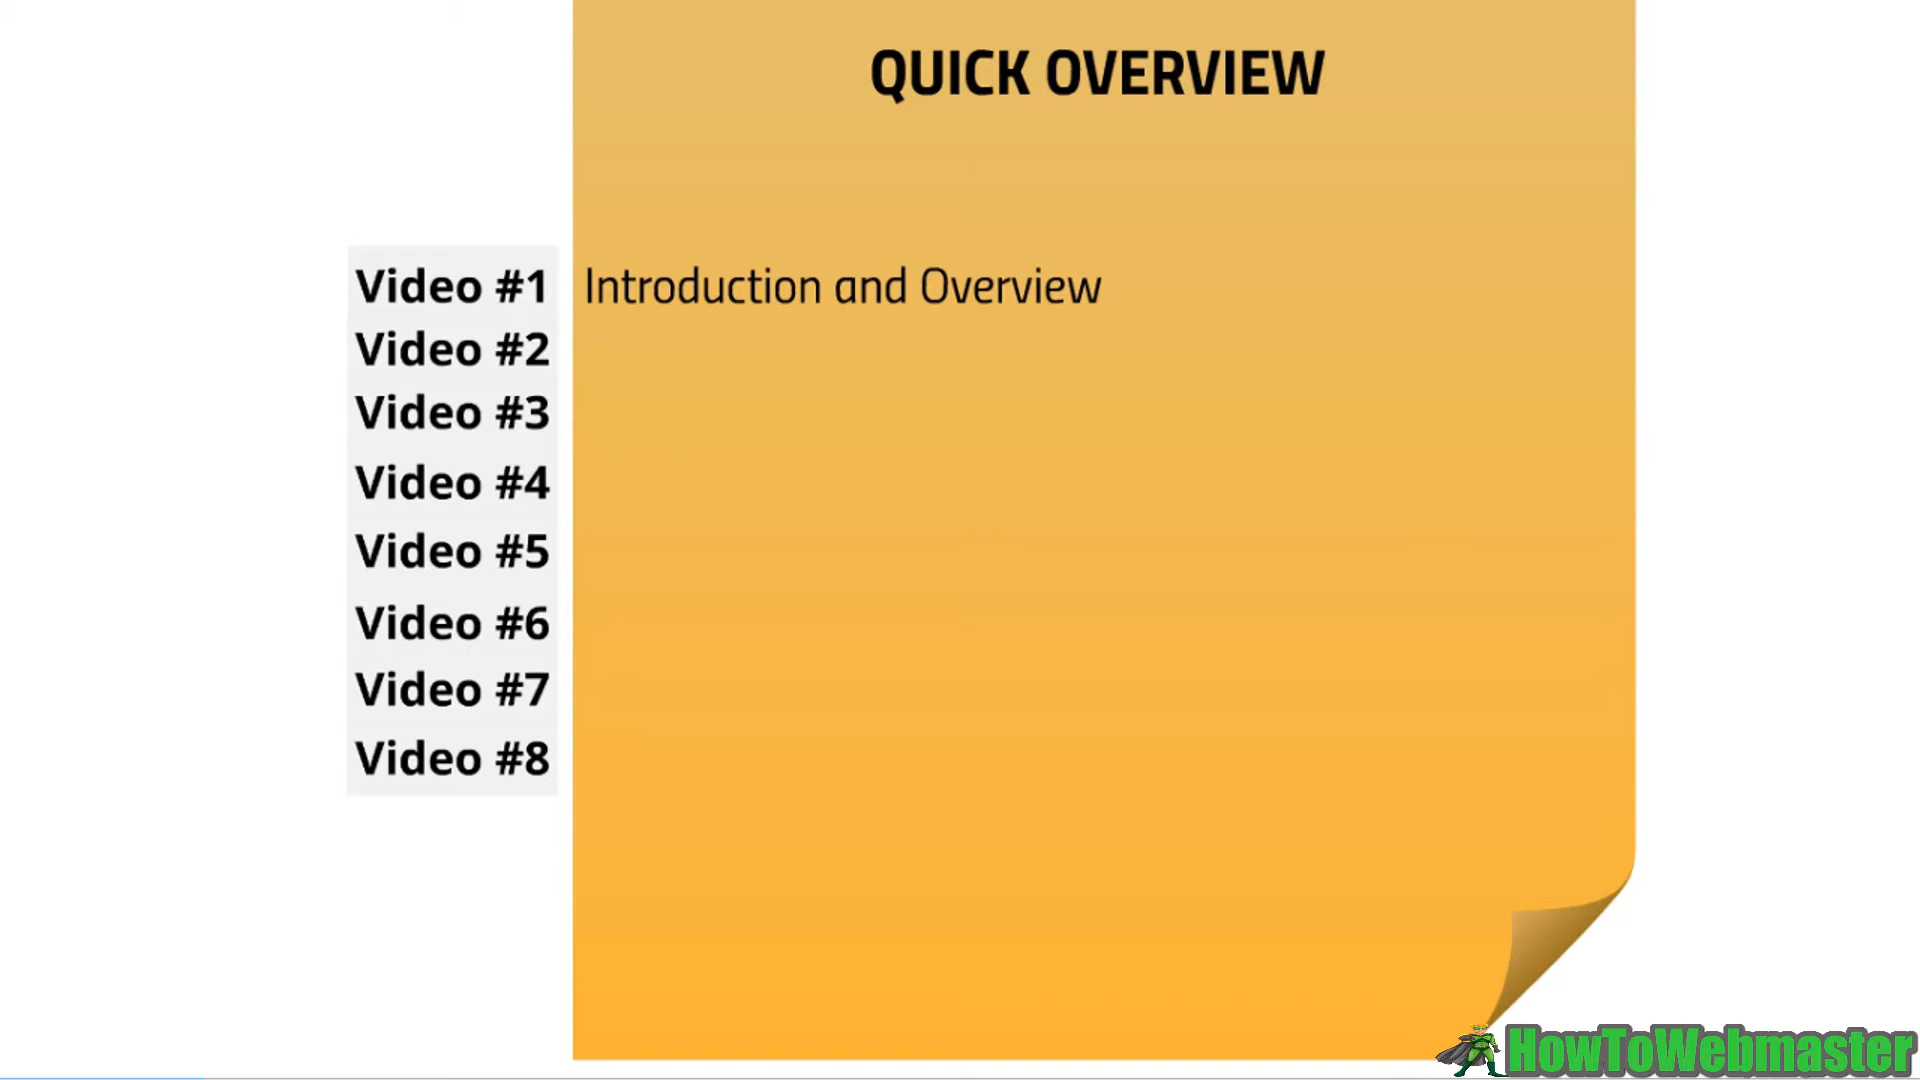 QUICK OVERVIEW
Video #1 Introduction and Overview
Video #2
Video #3
Video #4
Video #5
Video #6
Video #7
Video #8
HowToWebmaster